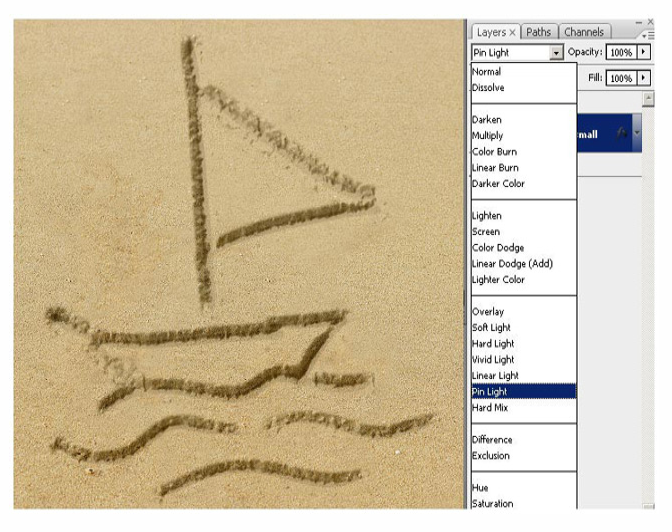 Layers × Paths Channels
Pin Light Opacity: 100%
Normal Fill: 100%
Dissolve
Darken
Multiply mall
Color Burn
Linear Burn
Darker Color
Lighten
Screen
Color Dodge
Linear Dodge (Add)
Lighter Color
Overlay
Soft Light
Hard Light
Vivid Light
Linear Light
Pin Light
Hard Mix
Difference
Exclusion
Hue
Saturation